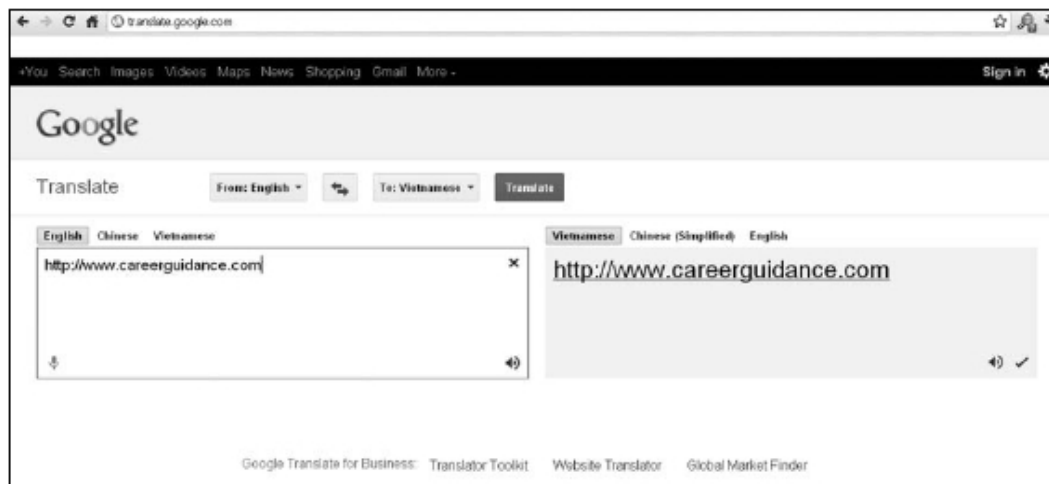 translate.google.com
+You Search Images Videos Maps News Shopping Gmail More Sign in
Google
Translate From: English To: Vietnamese Translate
English Chinese Vietnamese
http://www.careerguidance.com
Vietnamese Chinese (Simplified) English
http://www.careerguidance.com
Google Translate for Business: Translator Toolkit Website Translator Global Market Finder